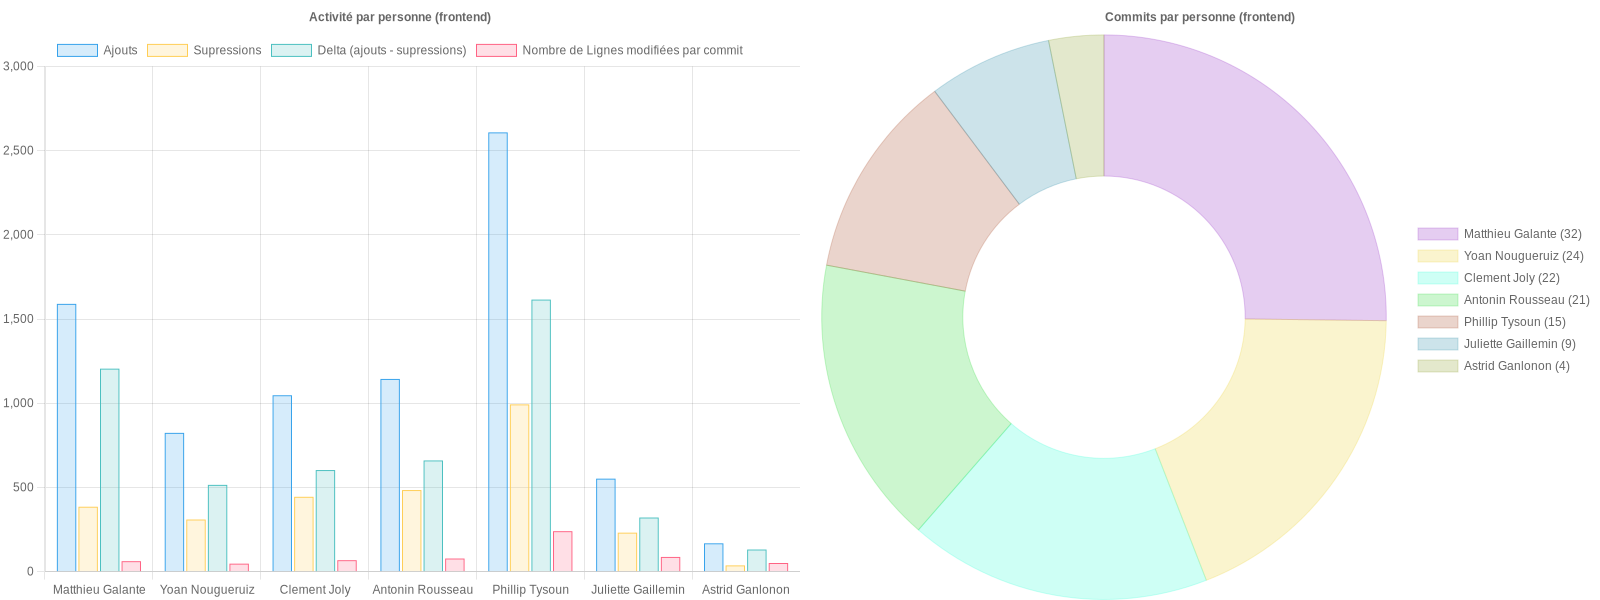 Activité par personne (frontend)
Ajouts
Supressions
Delta (ajouts - supressions)
Nombre de Lignes modifiées par commit
3,000
2,500
2,000
1,500
1,000
500
0
Matthieu Galante
Yoan Nougueruiz
Clement Joly
Antonin Rousseau
Phillip Tysoun
Juliette Gaillemin
Astrid Ganlonon
Commits par personne (frontend)
Matthieu Galante (32)
Yoan Nougueruiz (24)
Clement Joly (22)
Antonin Rousseau (21)
Phillip Tysoun (15)
Juliette Gaillemin (9)
Astrid Ganlonon (4)